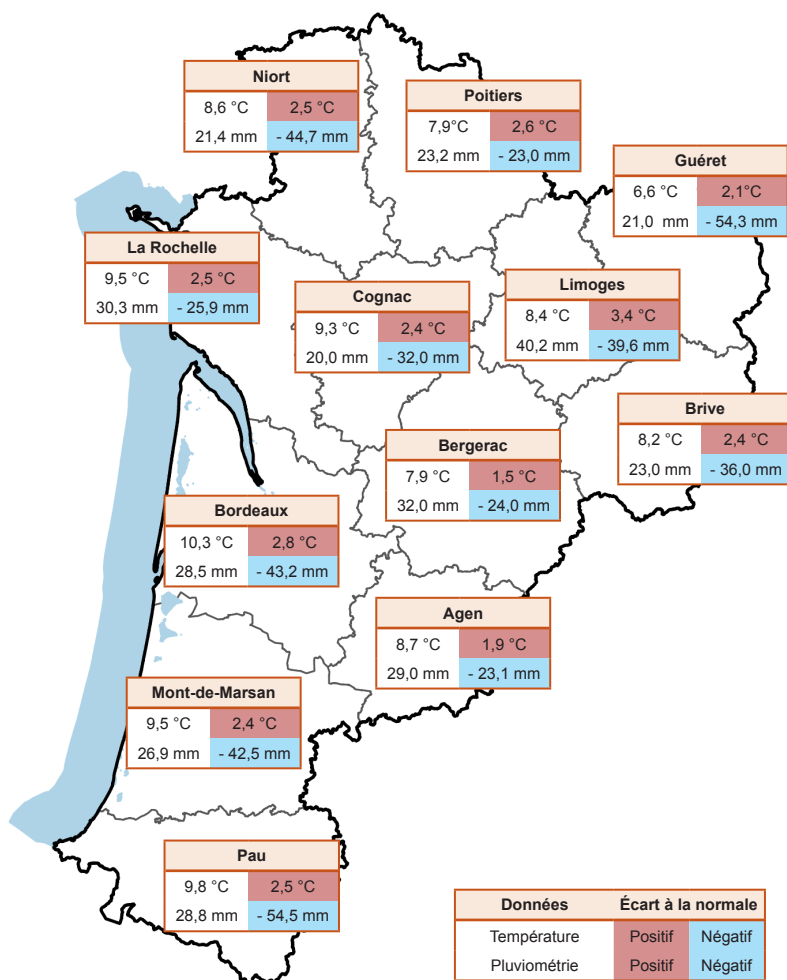 Niort
8,6 °C 2,5 °C
21,4 mm - 44,7 mm
Poitiers
7,9°C 2,6 °C
23,2 mm - 23,0 mm
Guéret
6,6 °C 2,1°C
21,0 mm - 54,3 mm
La Rochelle
9,5 °C 2,5 °C
30,3 mm - 25,9 mm
Cognac
9,3 °C 2,4 °C
20,0 mm - 32,0 mm
Limoges
8,4 °C 3,4 °C
40,2 mm - 39,6 mm
Brive
8,2 °C 2,4 °C
23,0 mm - 36,0 mm
Bergerac
7,9 °C 1,5 °C
32,0 mm - 24,0 mm
Bordeaux
10,3 °C 2,8 °C
28,5 mm - 43,2 mm
Agen
8,7 °C 1,9 °C
29,0 mm - 23,1 mm
Mont-de-Marsan
9,5 °C 2,4 °C
26,9 mm - 42,5 mm
Pau
9,8 °C 2,5 °C
28,8 mm - 54,5 mm
Données Écart à la normale
Température Positif Négatif
Pluviométrie Positif Négatif